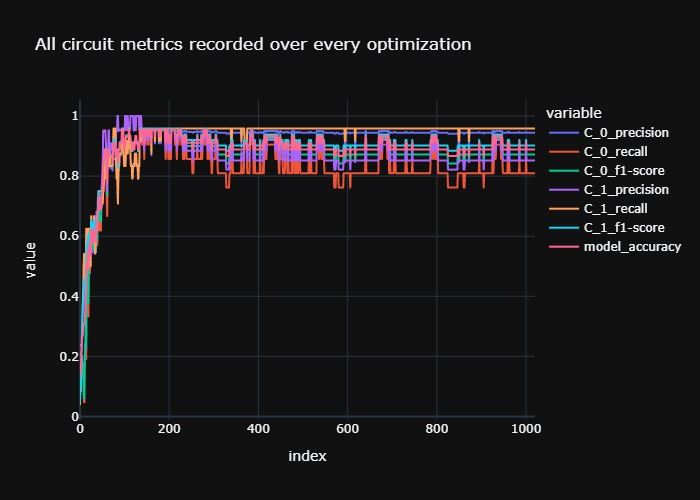 All circuit metrics recorded over every optimization
variable
C_0_precision
C_0_recall
C_0_f1-score
C_1_precision
C_1_recall
C_1_f1-score
model_accuracy
value
1
0.8
0.6
0.4
0.2
0
0 200 400 600 800 1000
index